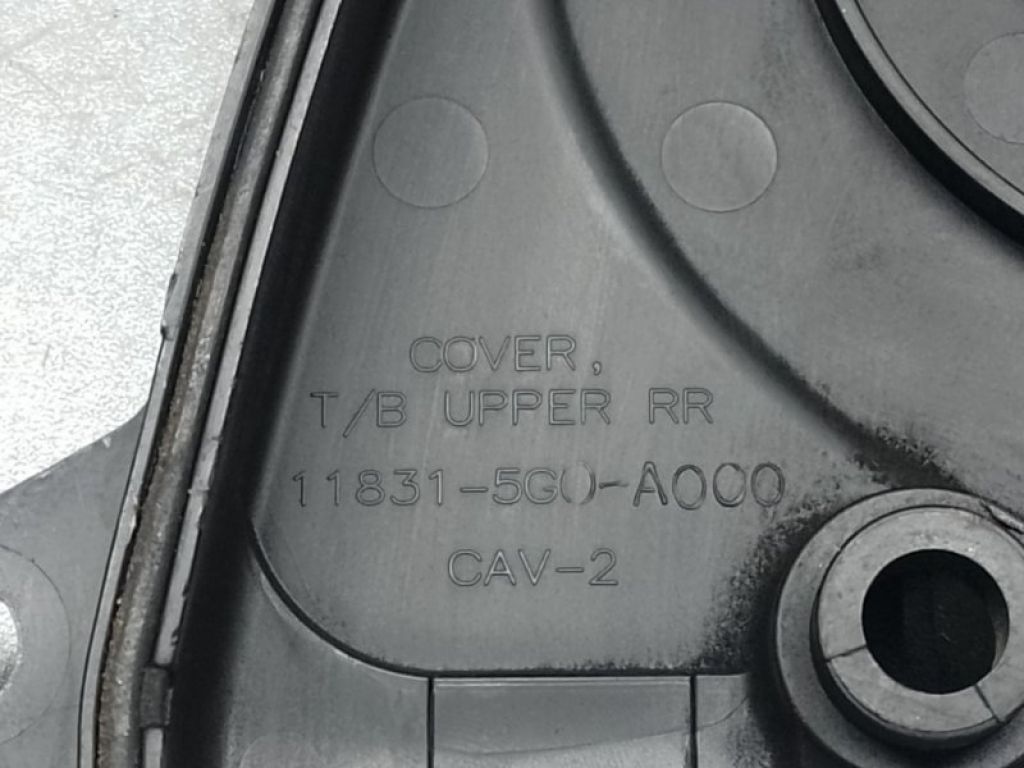 COVER,
T/B UPPER RR
11831-5G0-A000
CAV-2